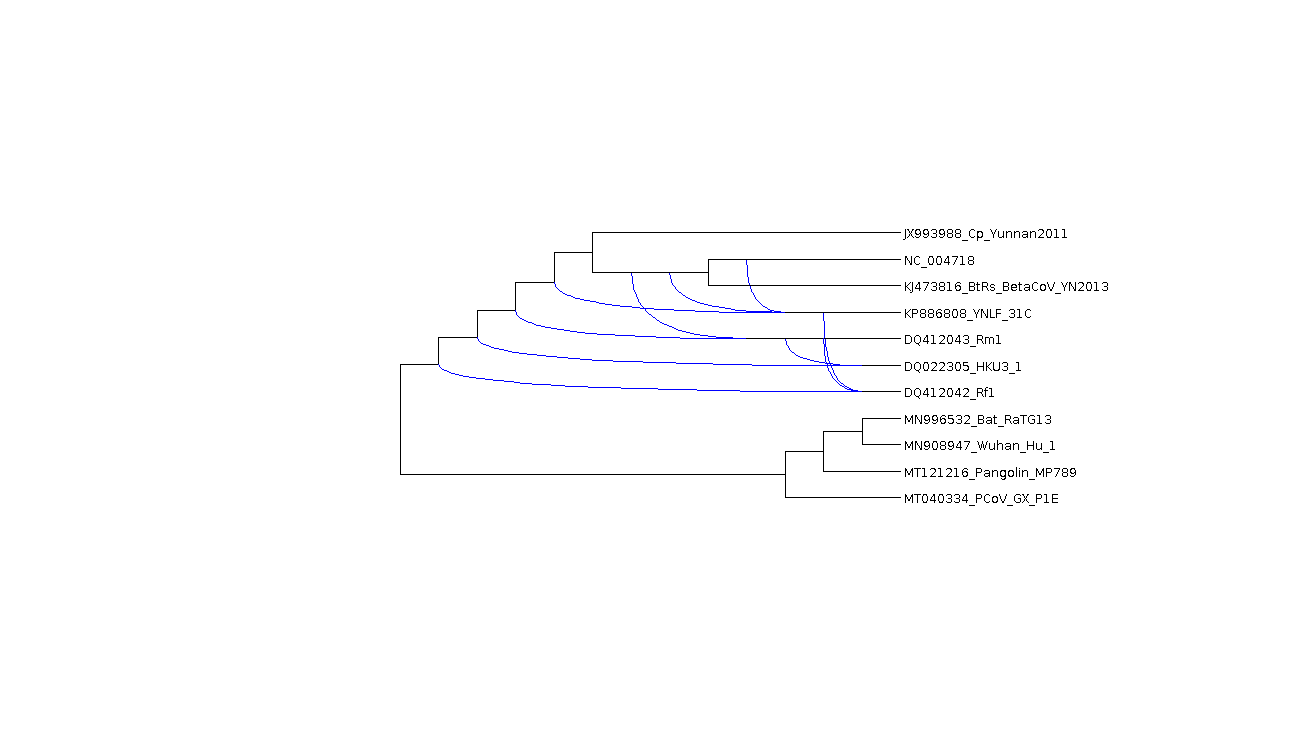 JX993988_Cp_Yunnan2011
NC_004718
KJ473816_BtRs_BetaCoV_YN2013
KP886808_YNLF_31C
DQ412043_Rm1
DQ022305_HKU3_1
DQ412042_Rf1
MN996532_Bat_RaTG13
MN908947_Wuhan_Hu_1
MT121216_Pangolin_MP789
MT040334_PCoV_GX_P1E